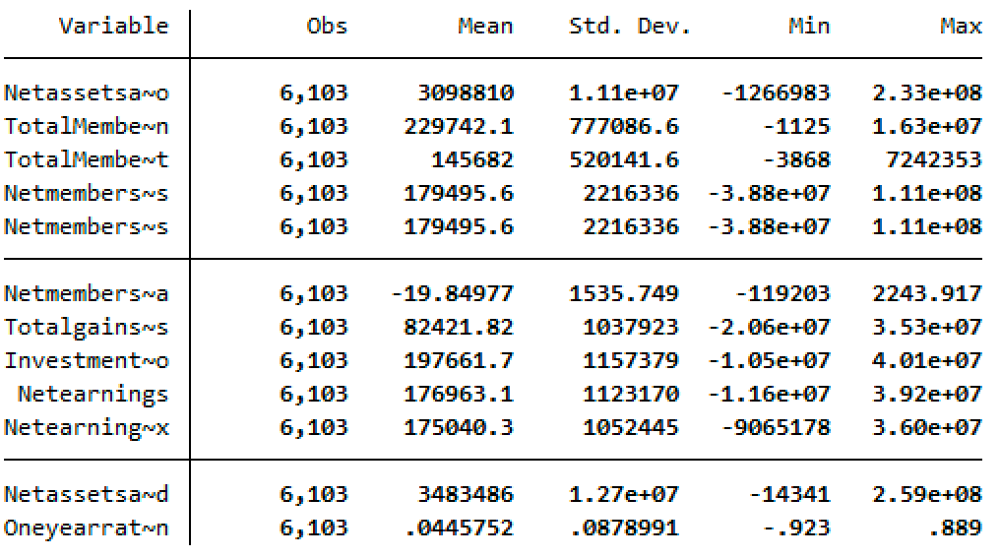 Variable Obs Mean Std. Dev. Min Max
Netassetsa~o 6,103 3098810 1.11e+07 -1266983 2.33e+08
TotalMembe~n 6,103 229742.1 777086.6 -1125 1.63e+07
TotalMembe~t 6,103 145682 520141.6 -3868 7242353
Netmembers~s 6,103 179495.6 2216336 -3.88e+07 1.11e+08
Netmembers~s 6,103 179495.6 2216336 -3.88e+07 1.11e+08
Netmembers~a 6,103 -19.84977 1535.749 -119203 2243.917
Totalgains~s 6,103 82421.82 1037923 -2.06e+07 3.53e+07
Investment~o 6,103 197661.7 1157379 -1.05e+07 4.01e+07
Netearnings 6,103 176963.1 1123170 -1.16e+07 3.92e+07
Netearning~x 6,103 175040.3 1052445 -9065178 3.60e+07
Netassetsa~d 6,103 3483486 1.27e+07 -14341 2.59e+08
Oneyearrat~n 6,103 .0445752 .0878991 -.923 .889